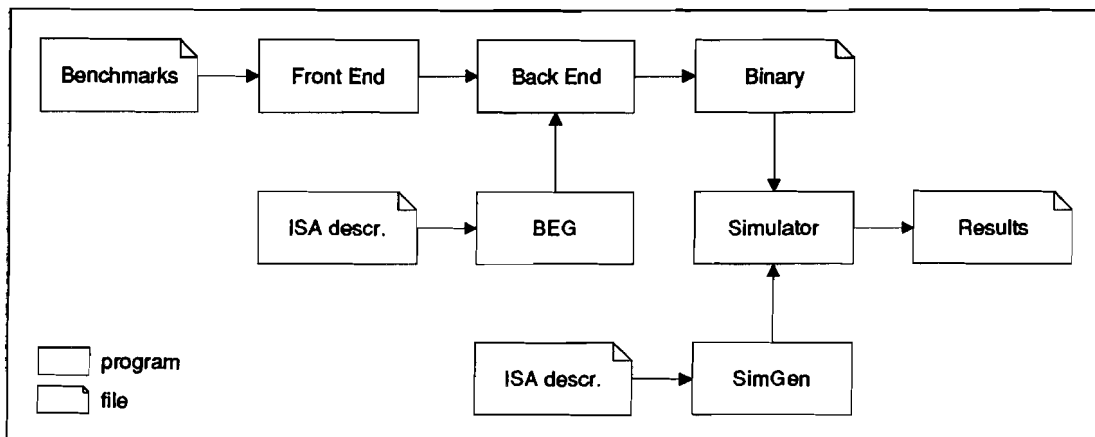 Benchmarks
Front End
Back End
Binary
ISA descr.
BEG
Simulator
Results
program
file
ISA descr.
SimGen